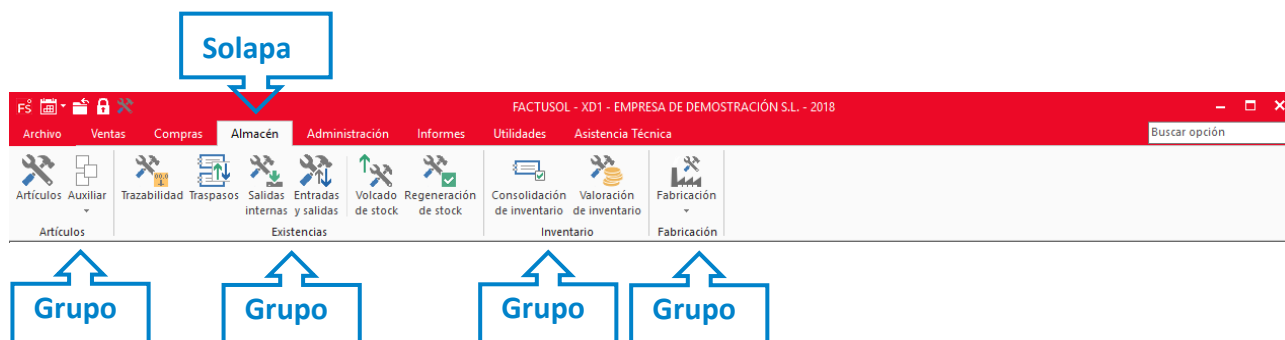 Solapa
FS FACTUSOL - XD1 - EMPRESA DE DEMOSTRACIÓN S.L. - 2018
Archivo Ventas Compras Almacén Administración Informes Utilidades Asistencia Técnica Buscar opción
Artículos Auxiliar Trazabilidad Traspasos Salidas Entradas Volcado Regeneración Consolidación Valoración Fabricación
internas y salidas de stock de stock de inventario de inventario
Artículos Existencias Inventario Fabricación
Grupo Grupo Grupo Grupo